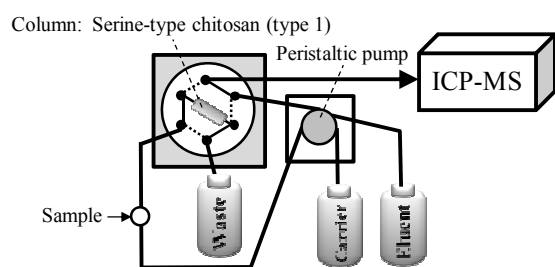 Column: Serine-type chitosan (type 1)
Peristaltic pump
ICP-MS
Sample
Waste
Carrier
Eluent